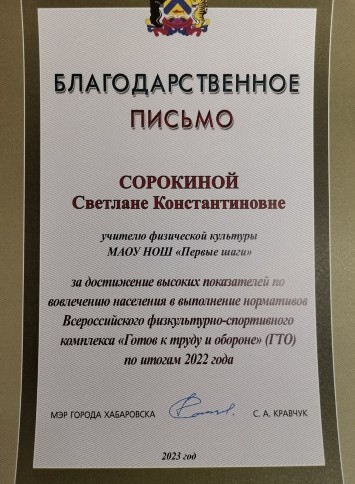 БЛАГОДАРСТВЕННОЕ
ПИСЬМО
СОРОКИНОЙ
Светлане Константиновне
учителю физической культуры
МАОУ НОШ «Первые шаги»
за достижение высоких показателей по
вовлечению населения в выполнение нормативов
Всероссийского физкультурно-спортивного
комплекса «Готов к труду и обороне» (ГТО)
по итогам 2022 года
МЭР ГОРОДА ХАБАРОВСКА С. А. КРАВЧУК
2023 год